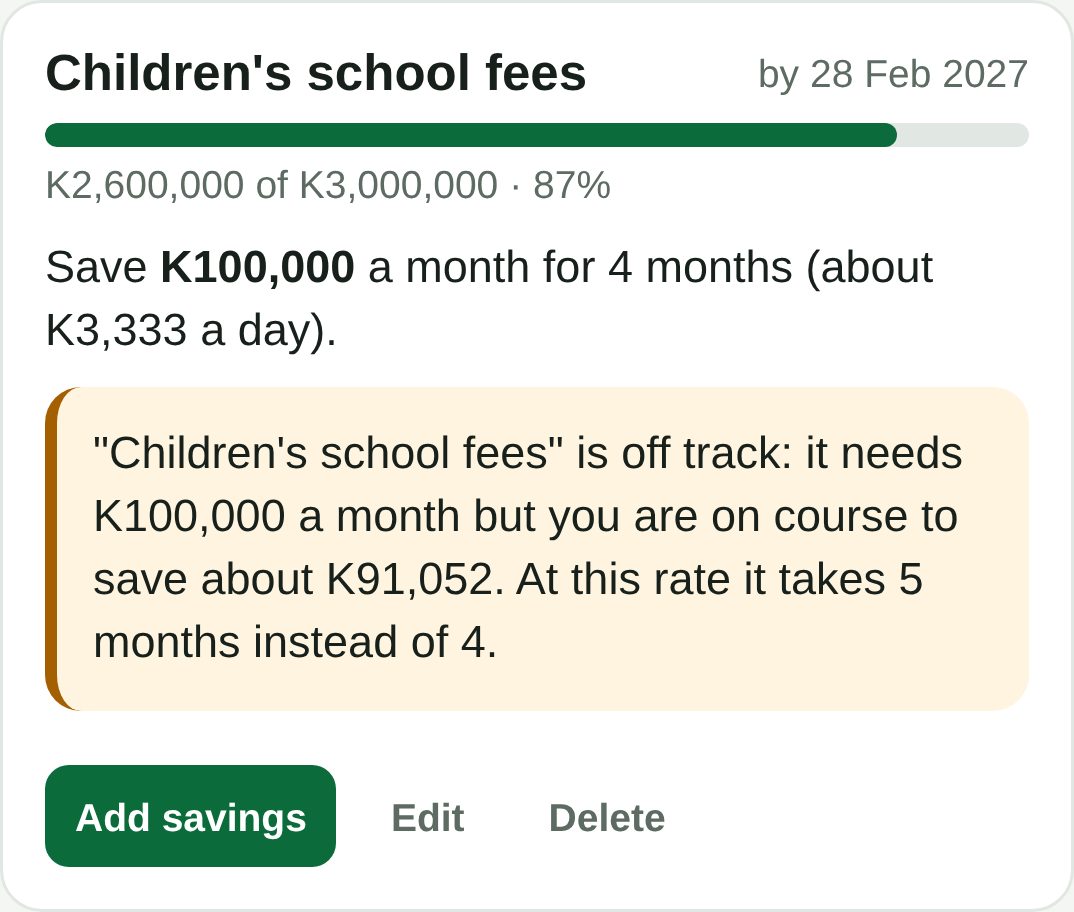 Children's school fees
by 28 Feb 2027
K2,600,000 of K3,000,000 · 87%
Save K100,000 a month for 4 months (about
K3,333 a day).
"Children's school fees" is off track: it needs
K100,000 a month but you are on course to
save about K91,052. At this rate it takes 5
months instead of 4.
Add savings
Edit
Delete